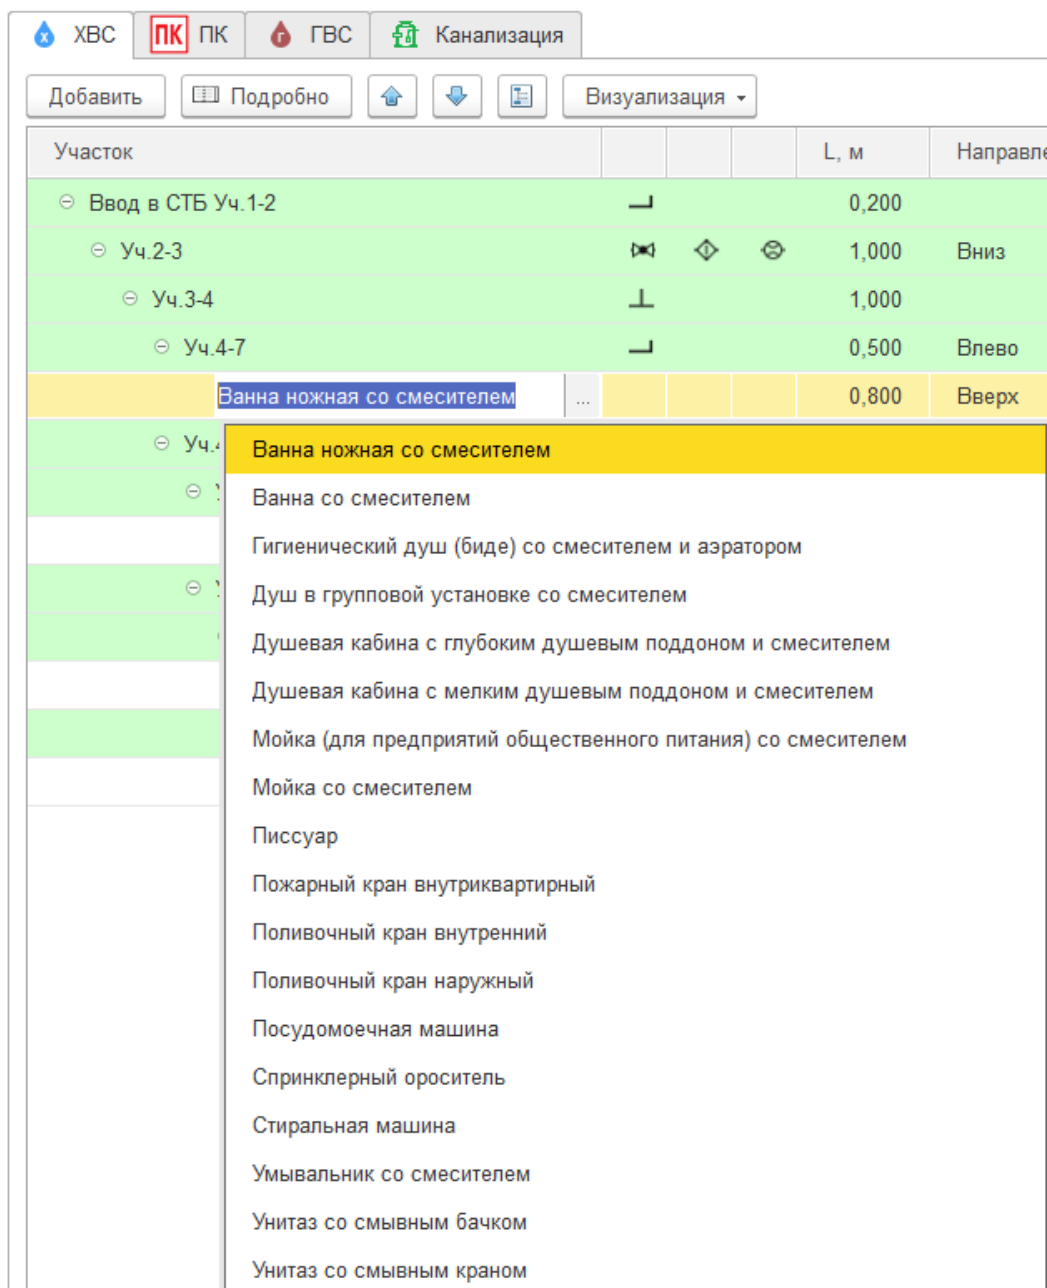 х ХВС ПК ПК г ГВС Канализация
Добавить Подробно Визуализация
Участок L, м
Ввод в СТБ Уч.1-2 0,200
Уч.2-3 1,000 Вниз
Уч.3-4 1,000
Уч.4-7 0,500 Влево
Ванна ножная со смесителем ... 0,800 Вверх
Ванна ножная со смесителем
Ванна со смесителем
Гигиенический душ (биде) со смесителем и аэратором
Душ в групповой установке со смесителем
Душевая кабина с глубоким душевым поддоном и смесителем
Душевая кабина с мелким душевым поддоном и смесителем
Мойка (для предприятий общественного питания) со смесителем
Мойка со смесителем
Писсуар
Пожарный кран внутриквартирный
Поливочный кран внутренний
Поливочный кран наружный
Посудомоечная машина
Спринклерный ороситель
Стиральная машина
Умывальник со смесителем
Унитаз со смывным бачком
Унитаз со смывным краном